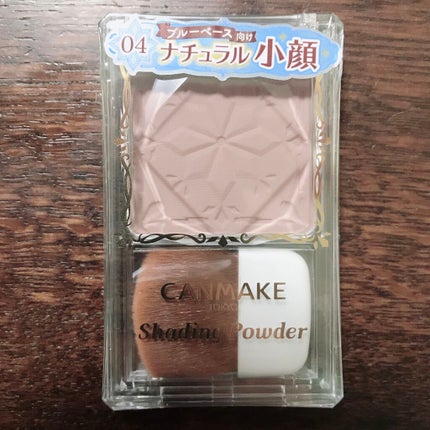 04
ブルーベース 向け
ナチュラル 小顔
CANMAKE
TOKYO
Shading Powder